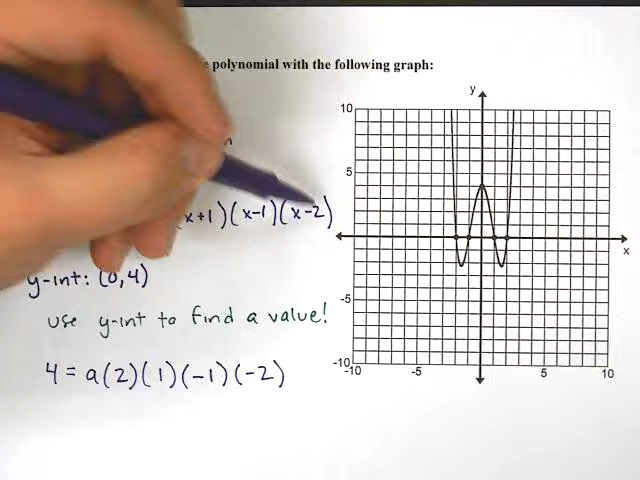 polynomial with the following graph:
(x+1)(x-1)(x-2)
y-int: (0,4)
use y-int to find a value!
4 = a(2)(1)(-1)(-2)
y
10
5
x
-5
-10
-10
-5
5
10